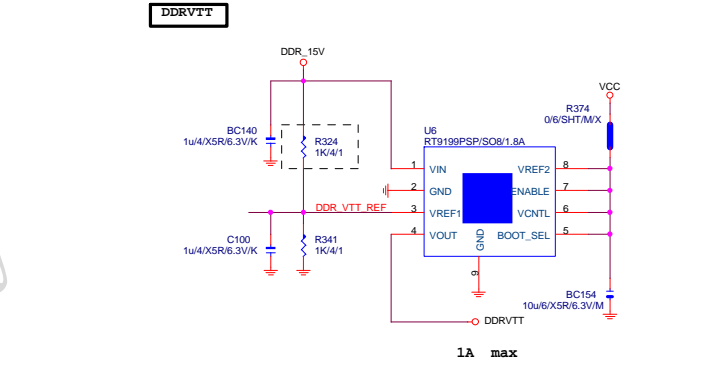 DDRVTT
DDR_15V
VCC
R374
0/6/SHT/M/X
BC140
1u/4/X5R/6.3V/K
R324
1K/4/1
U6
RT9199PSP/SO8/1.8A
1 VIN VREF2 8
2 GND ENABLE 7
DDR_VTT_REF 3 VREF1 VCNTL 6
4 VOUT BOOT_SEL 5
GND
9
C100
1u/4/X5R/6.3V/K
R341
1K/4/1
BC154
10u/6/X5R/6.3V/M
DDRVTT
1A max